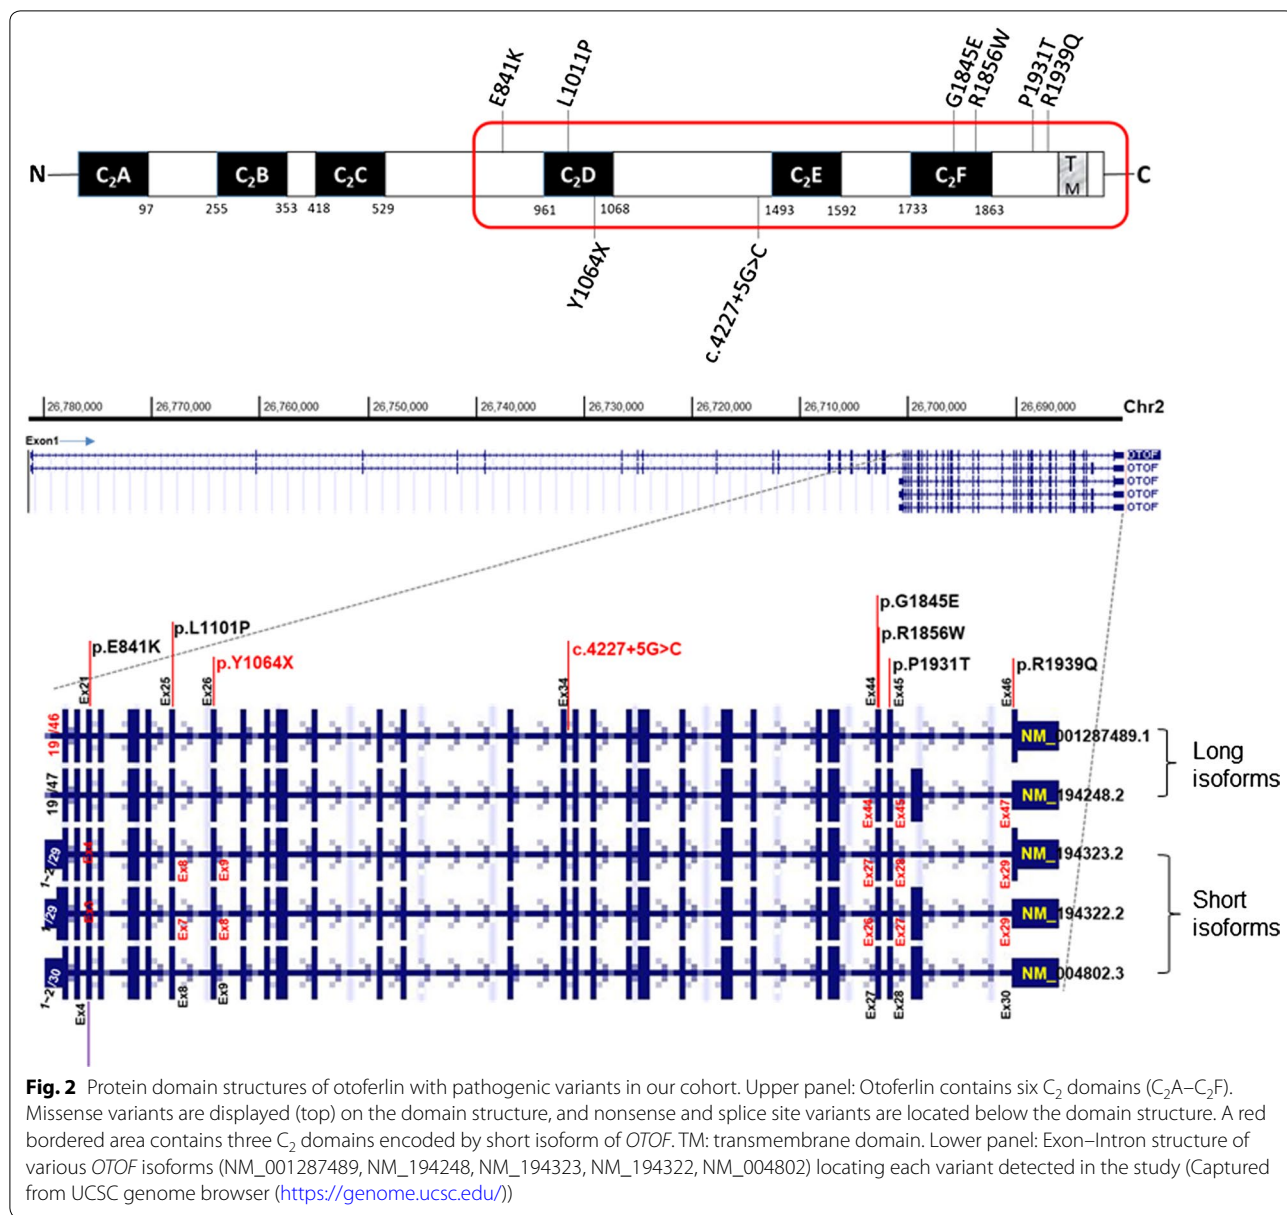 E841K
L1011P
G1845E
R1856W
P1931T
R1939Q
N
C₂A
C₂B
C₂C
C₂D
C₂E
C₂F
T
M
C
97
255
353
418
529
961
1068
1493
1592
1733
1863
Y1064X
c.4227+5G>C
26,780,000
26,770,000
26,760,000
26,750,000
26,740,000
26,730,000
26,720,000
26,710,000
26,700,000
26,690,000
Chr2
Exon1
OTOF
OTOF
OTOF
OTOF
OTOF
p.G1845E
p.L1101P
p.R1856W
p.E841K
c.4227+5G>C
p.Y1064X
p.P1931T
p.R1939Q
Ex21
Ex25
Ex26
Ex34
Ex44
Ex45
Ex46
/46
NM_001287489.1
Long
isoforms
/47
Ex44
Ex45
Ex47
NM_194248.2
1~2/29
Ex8
Ex9
Ex27
Ex28
Ex29
NM_194323.2
Short
isoforms
1/29
Ex7
Ex8
Ex26
Ex27
Ex29
NM_194322.2
1~2/30
Ex4
Ex8
Ex9
Ex27
Ex28
Ex30
NM_004802.3
Fig. 2 Protein domain structures of otoferlin with pathogenic variants in our cohort. Upper panel: Otoferlin contains six C₂ domains (C₂A–C₂F).
Missense variants are displayed (top) on the domain structure, and nonsense and splice site variants are located below the domain structure. A red
bordered area contains three C₂ domains encoded by short isoform of OTOF. TM: transmembrane domain. Lower panel: Exon–Intron structure of
various OTOF isoforms (NM_001287489, NM_194248, NM_194323, NM_194322, NM_004802) locating each variant detected in the study (Captured
from UCSC genome browser (https://genome.ucsc.edu/))